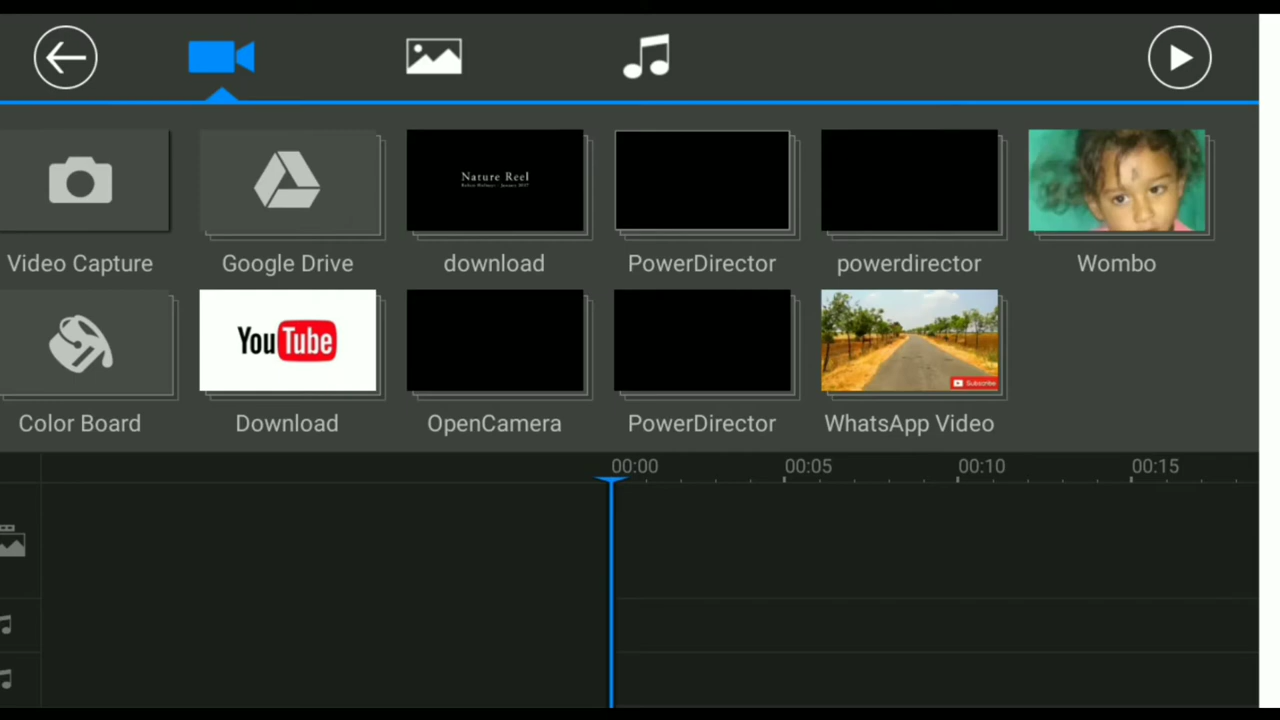 Nature Reel
Video Capture
Google Drive
download
PowerDirector
powerdirector
Wombo
YouTube
Subscribe
Color Board
Download
OpenCamera
PowerDirector
WhatsApp Video
00:00
00:05
00:10
00:15